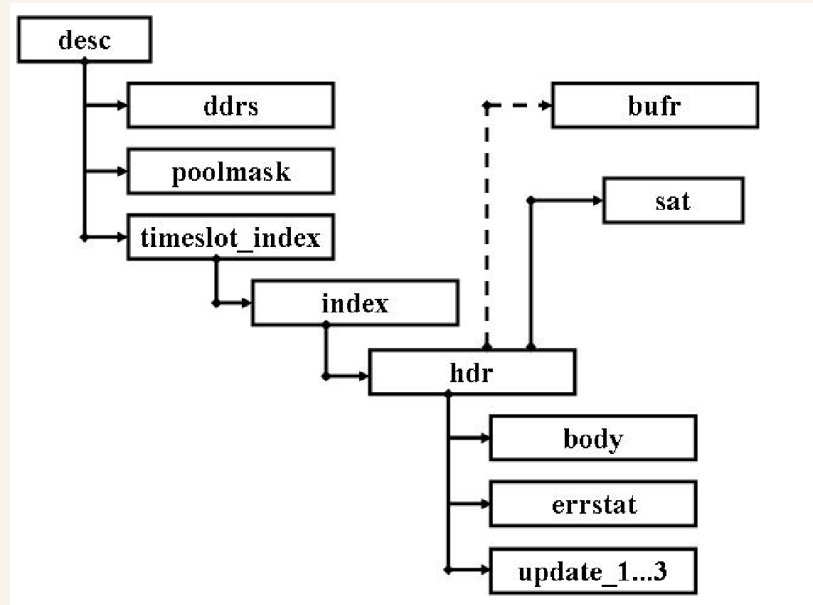 desc
ddrs
bufr
poolmask
sat
timeslot_index
index
hdr
body
errstat
update_1...3